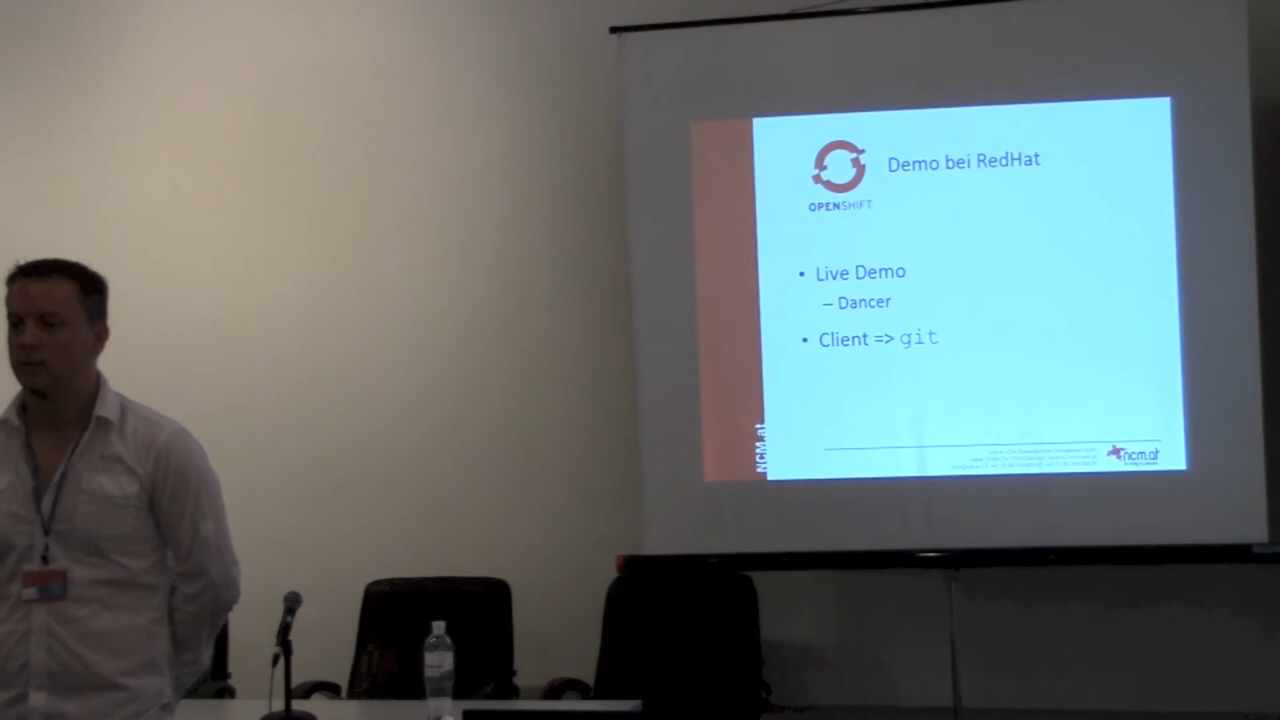 Demo bei RedHat
OPENSHIFT
• Live Demo
– Dancer
• Client => git
NCM.at
ncm.at